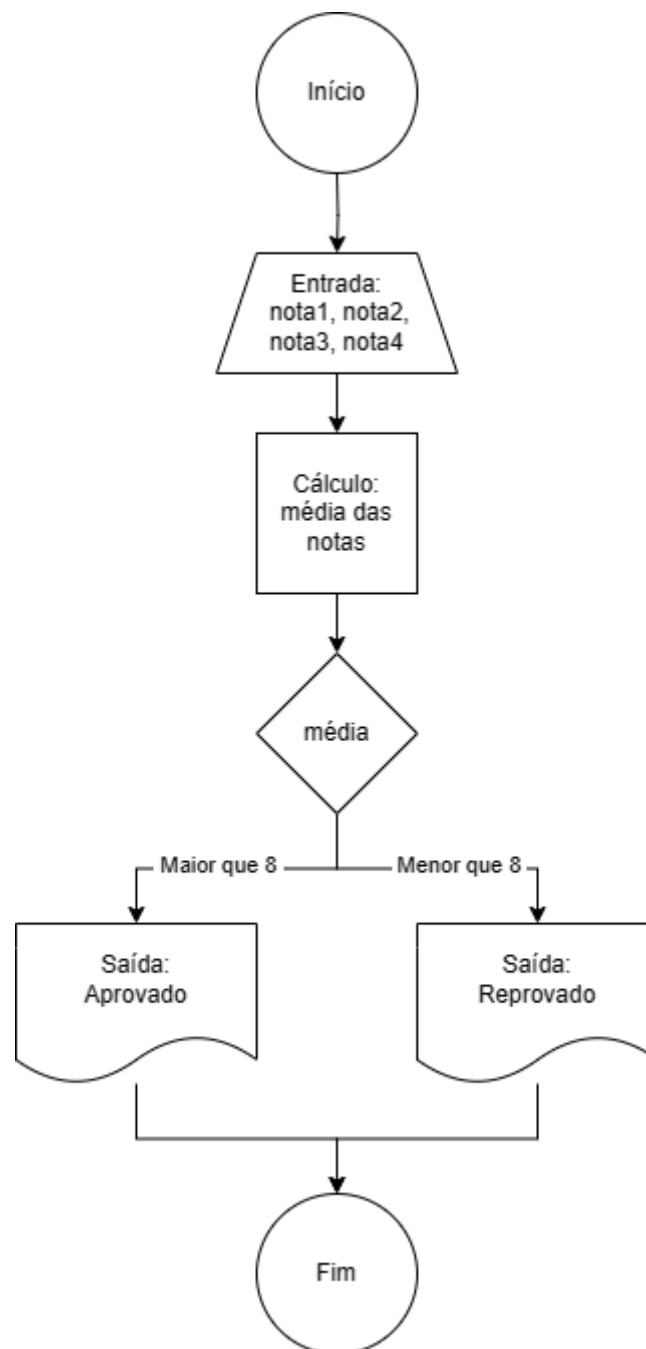 Início
Entrada:
nota1, nota2,
nota3, nota4
Cálculo:
média das
notas
média
Maior que 8
Menor que 8
Saída:
Aprovado
Saída:
Reprovado
Fim